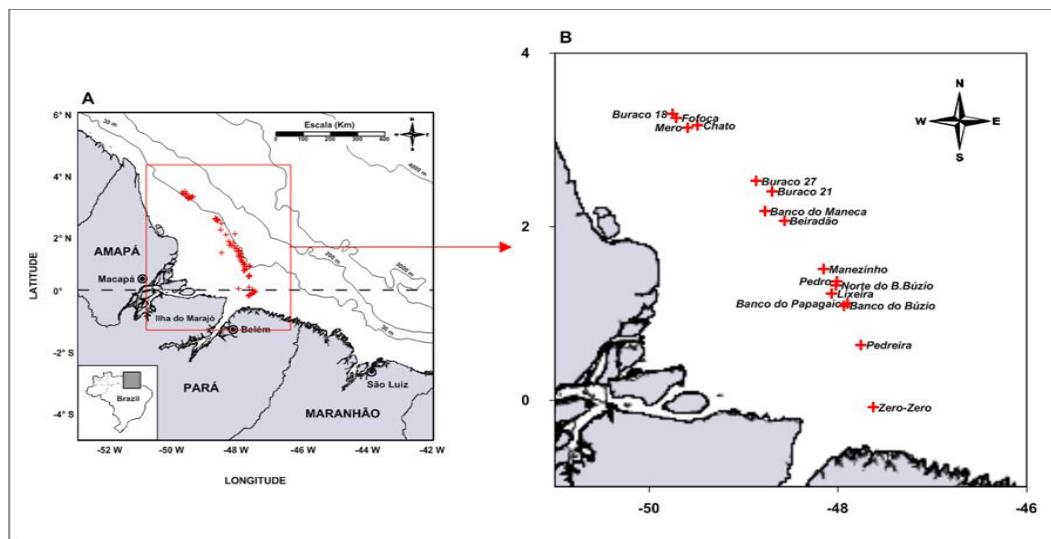 A
6° N
4° N
2° N
0°
-2° S
-4° S
LATITUDE
-52 W
-50 W
-48 W
-46 W
-44 W
-42 W
LONGITUDE
Escala (Km)
0
100
200
300
400
30 m
4000 m
200 m
3000 m
30 m
AMAPÁ
Macapá
Ilha do Marajó
Belém
PARÁ
São Luiz
MARANHÃO
Brazil
B
4
2
0
-50
-48
-46
N
W
E
S
Buraco 18
Fofoca
Mero
Chato
Buraco 27
Buraco 21
Banco do Maneca
Beiradão
Manezinho
Pedro
Norte do B.Búzio
Lixeira
Banco do Papagaio
Banco do Búzio
Pedreira
Zero-Zero